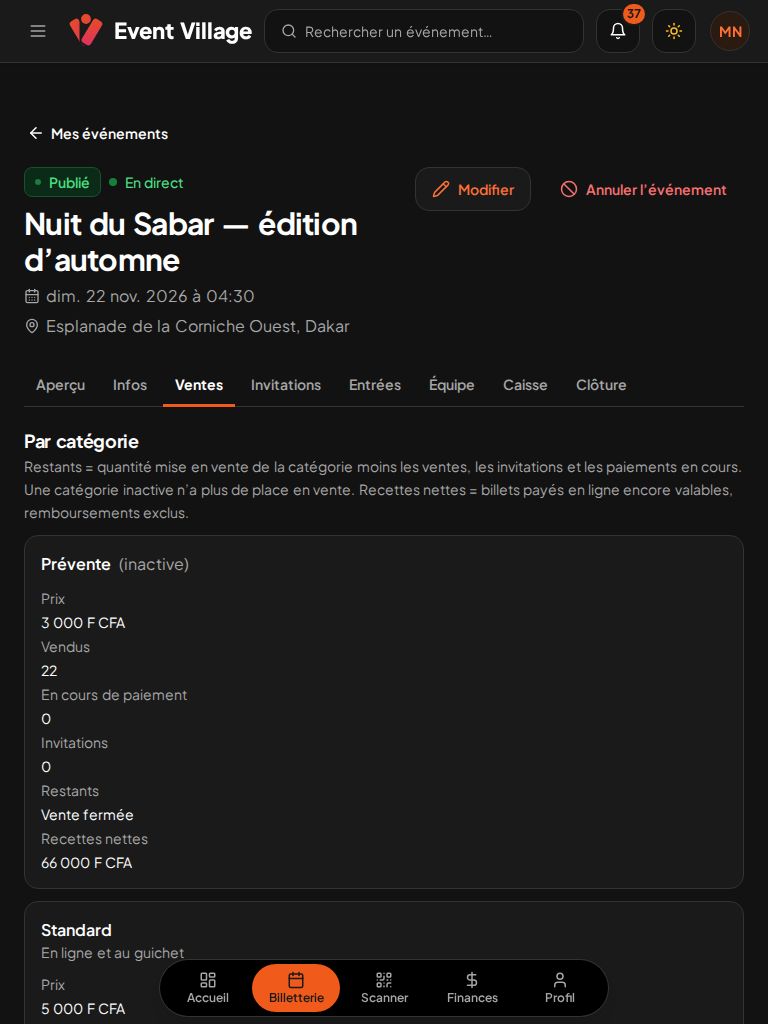 Event Village
Rechercher un événement...
37
MN
Mes événements
Publié
En direct
Modifier
Annuler l'événement
Nuit du Sabar — édition
d'automne
dim. 22 nov. 2026 à 04:30
Esplanade de la Corniche Ouest, Dakar
Aperçu Infos Ventes Invitations Entrées Équipe Caisse Clôture
Par catégorie
Restants = quantité mise en vente de la catégorie moins les ventes, les invitations et les paiements en cours.
Une catégorie inactive n'a plus de place en vente. Recettes nettes = billets payés en ligne encore valables,
remboursements exclus.
Prévente (inactive)
Prix
3 000 F CFA
Vendus
22
En cours de paiement
0
Invitations
0
Restants
Vente fermée
Recettes nettes
66 000 F CFA
Standard
En ligne et au guichet
Prix
5 000 F CFA
Accueil Billetterie Scanner Finances Profil